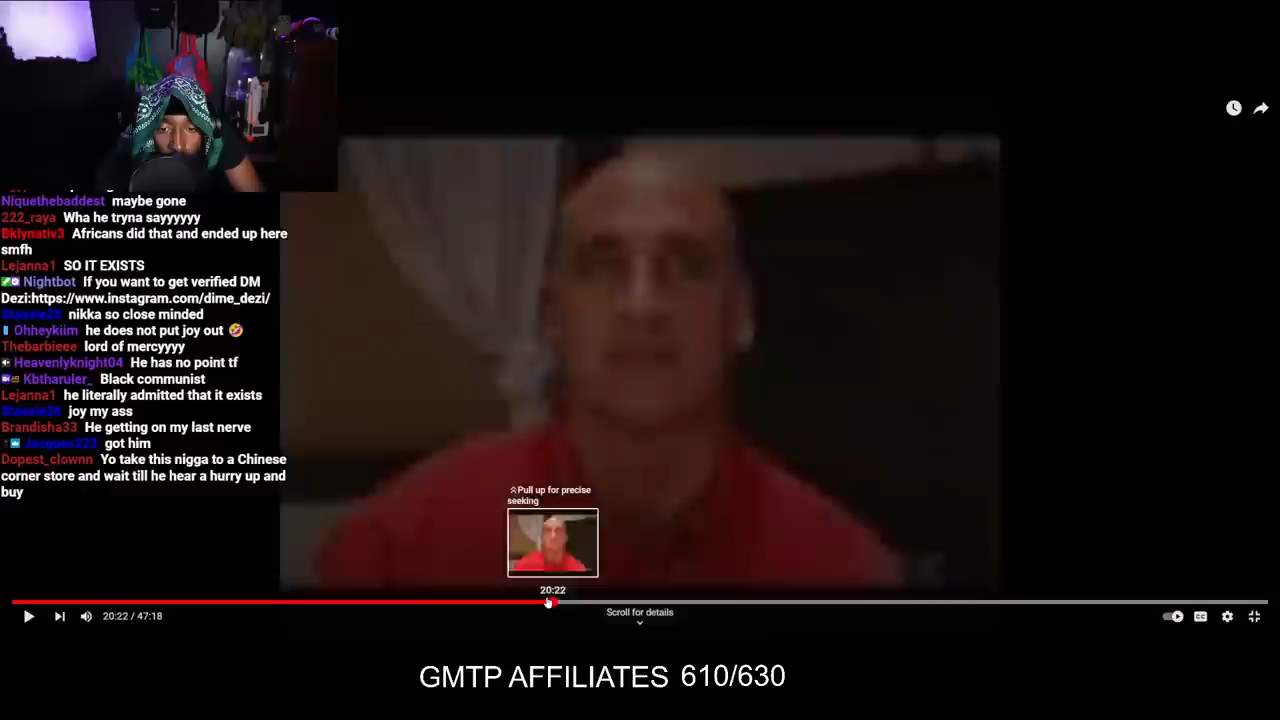 Niquethebaddest maybe gone
222_raya Wha he tryna sayyyyyy
Bklynativ3 Africans did that and ended up here
smfh
Lejanna1 SO IT EXISTS
Nightbot If you want to get verified DM
Dezi:https://www.instagram.com/dime_dezi/
Stassie26 nikka so close minded
Ohheykiim he does not put joy out 🤣
Thebarbieee lord of mercyyyy
Heavenlyknight04 He has no point tf
Kbtharuler_ Black communist
Lejanna1 he literally admitted that it exists
Stassie26 joy my ass
Brandisha33 He getting on my last nerve
Jacques223 got him
Dopest_clownn Yo take this nigga to a Chinese
corner store and wait till he hear a hurry up and
buy
Pull up for precise
seeking
20:22
20:22 / 47:18
Scroll for details
CC
GMTP AFFILIATES 610/630